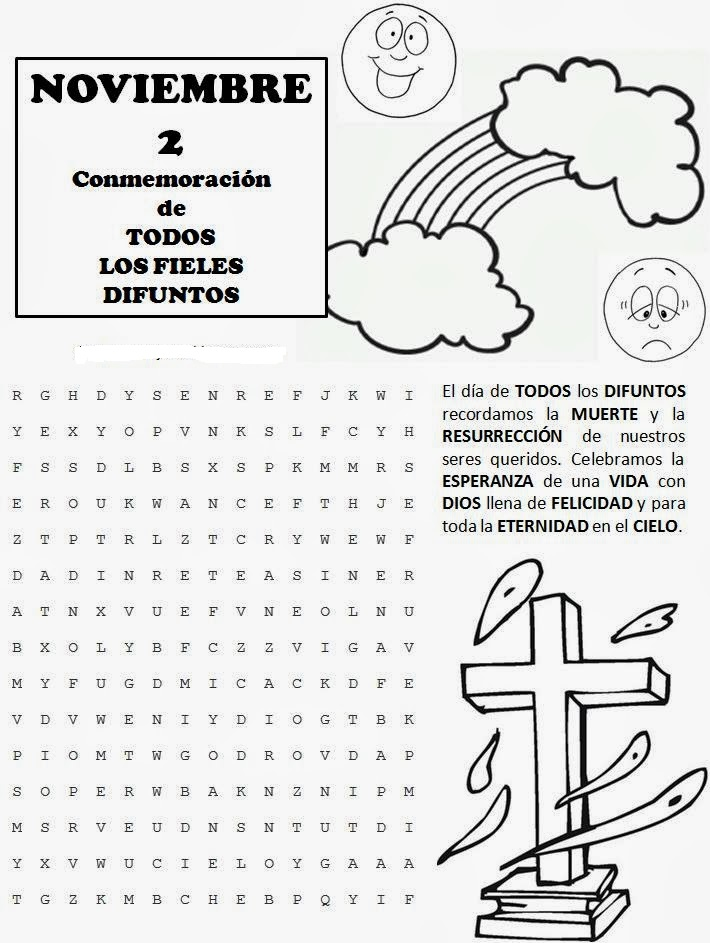 NOVIEMBRE
2
Conmemoración
de
TODOS
LOS FIELES
DIFUNTOS
El día de TODOS los DIFUNTOS
recordamos la MUERTE y la
RESURRECCIÓN de nuestros
seres queridos. Celebramos la
ESPERANZA de una VIDA con
DIOS llena de FELICIDAD y para
toda la ETERNIDAD en el CIELO.
R G H D Y S E N R E F J K W I
Y E X Y O P V N K S L F C Y H
F S S D L B S X S P K M M R S
E R O U K W A N C E F T H J E
Z T P T R L Z T C R Y W E W F
D A D I N R E T E A S I N E R
A T N X V U E F V N E O L N U
B X O L Y B F C Z Z V I G A V
M Y F U G D M I C A C K D F E
V D V W E N I Y D I O G T B K
P I O M T W G O D R O V D A P
S O P E R W B A K N Z N I P M
M S R V E U D N S N T U T D I
Y X V W U C I E L O Y G A A A
T G Z K M B C H E B P Q Y I F